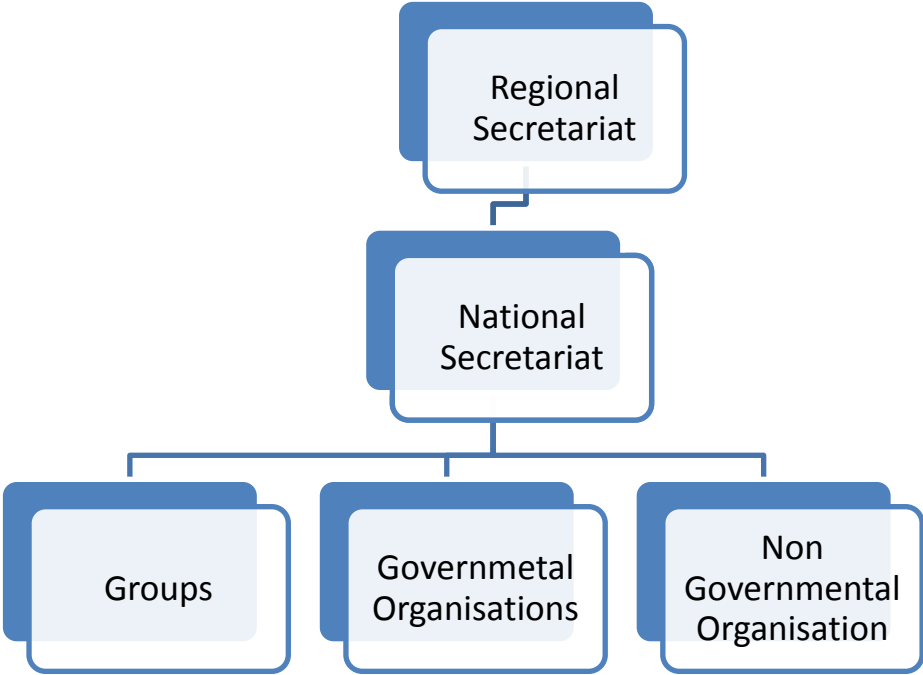 Regional
Secretariat
National
Secretariat
Groups
Governmetal
Organisations
Non
Governmental
Organisation